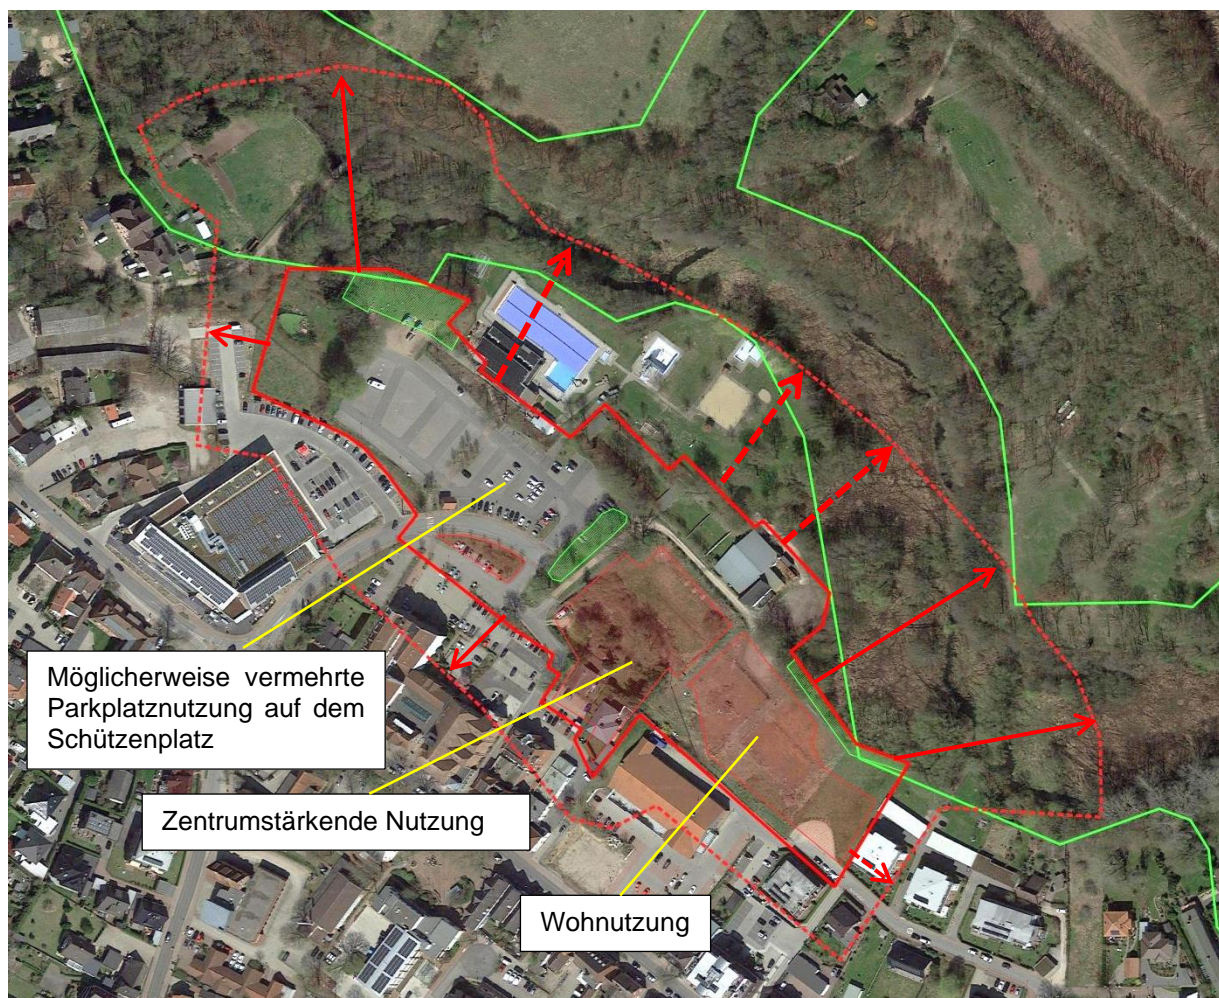 Möglicherweise vermehrte
Parkplatznutzung auf dem
Schützenplatz
Zentrumstärkende Nutzung
Wohnutzung